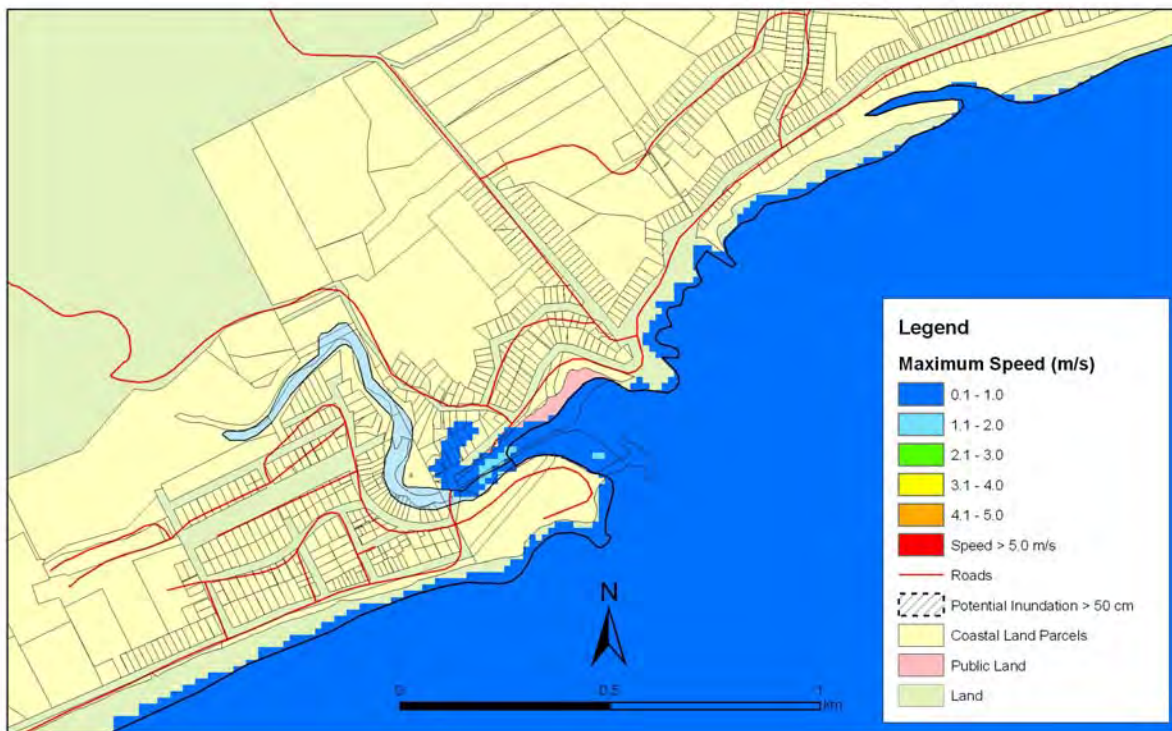 Legend
Maximum Speed (m/s)
0.1 - 1.0
1.1 - 2.0
2.1 - 3.0
3.1 - 4.0
4.1 - 5.0
Speed > 5.0 m/s
Roads
Potential Inundation > 50 cm
Coastal Land Parcels
Public Land
Land
N
0 0.5 1
km